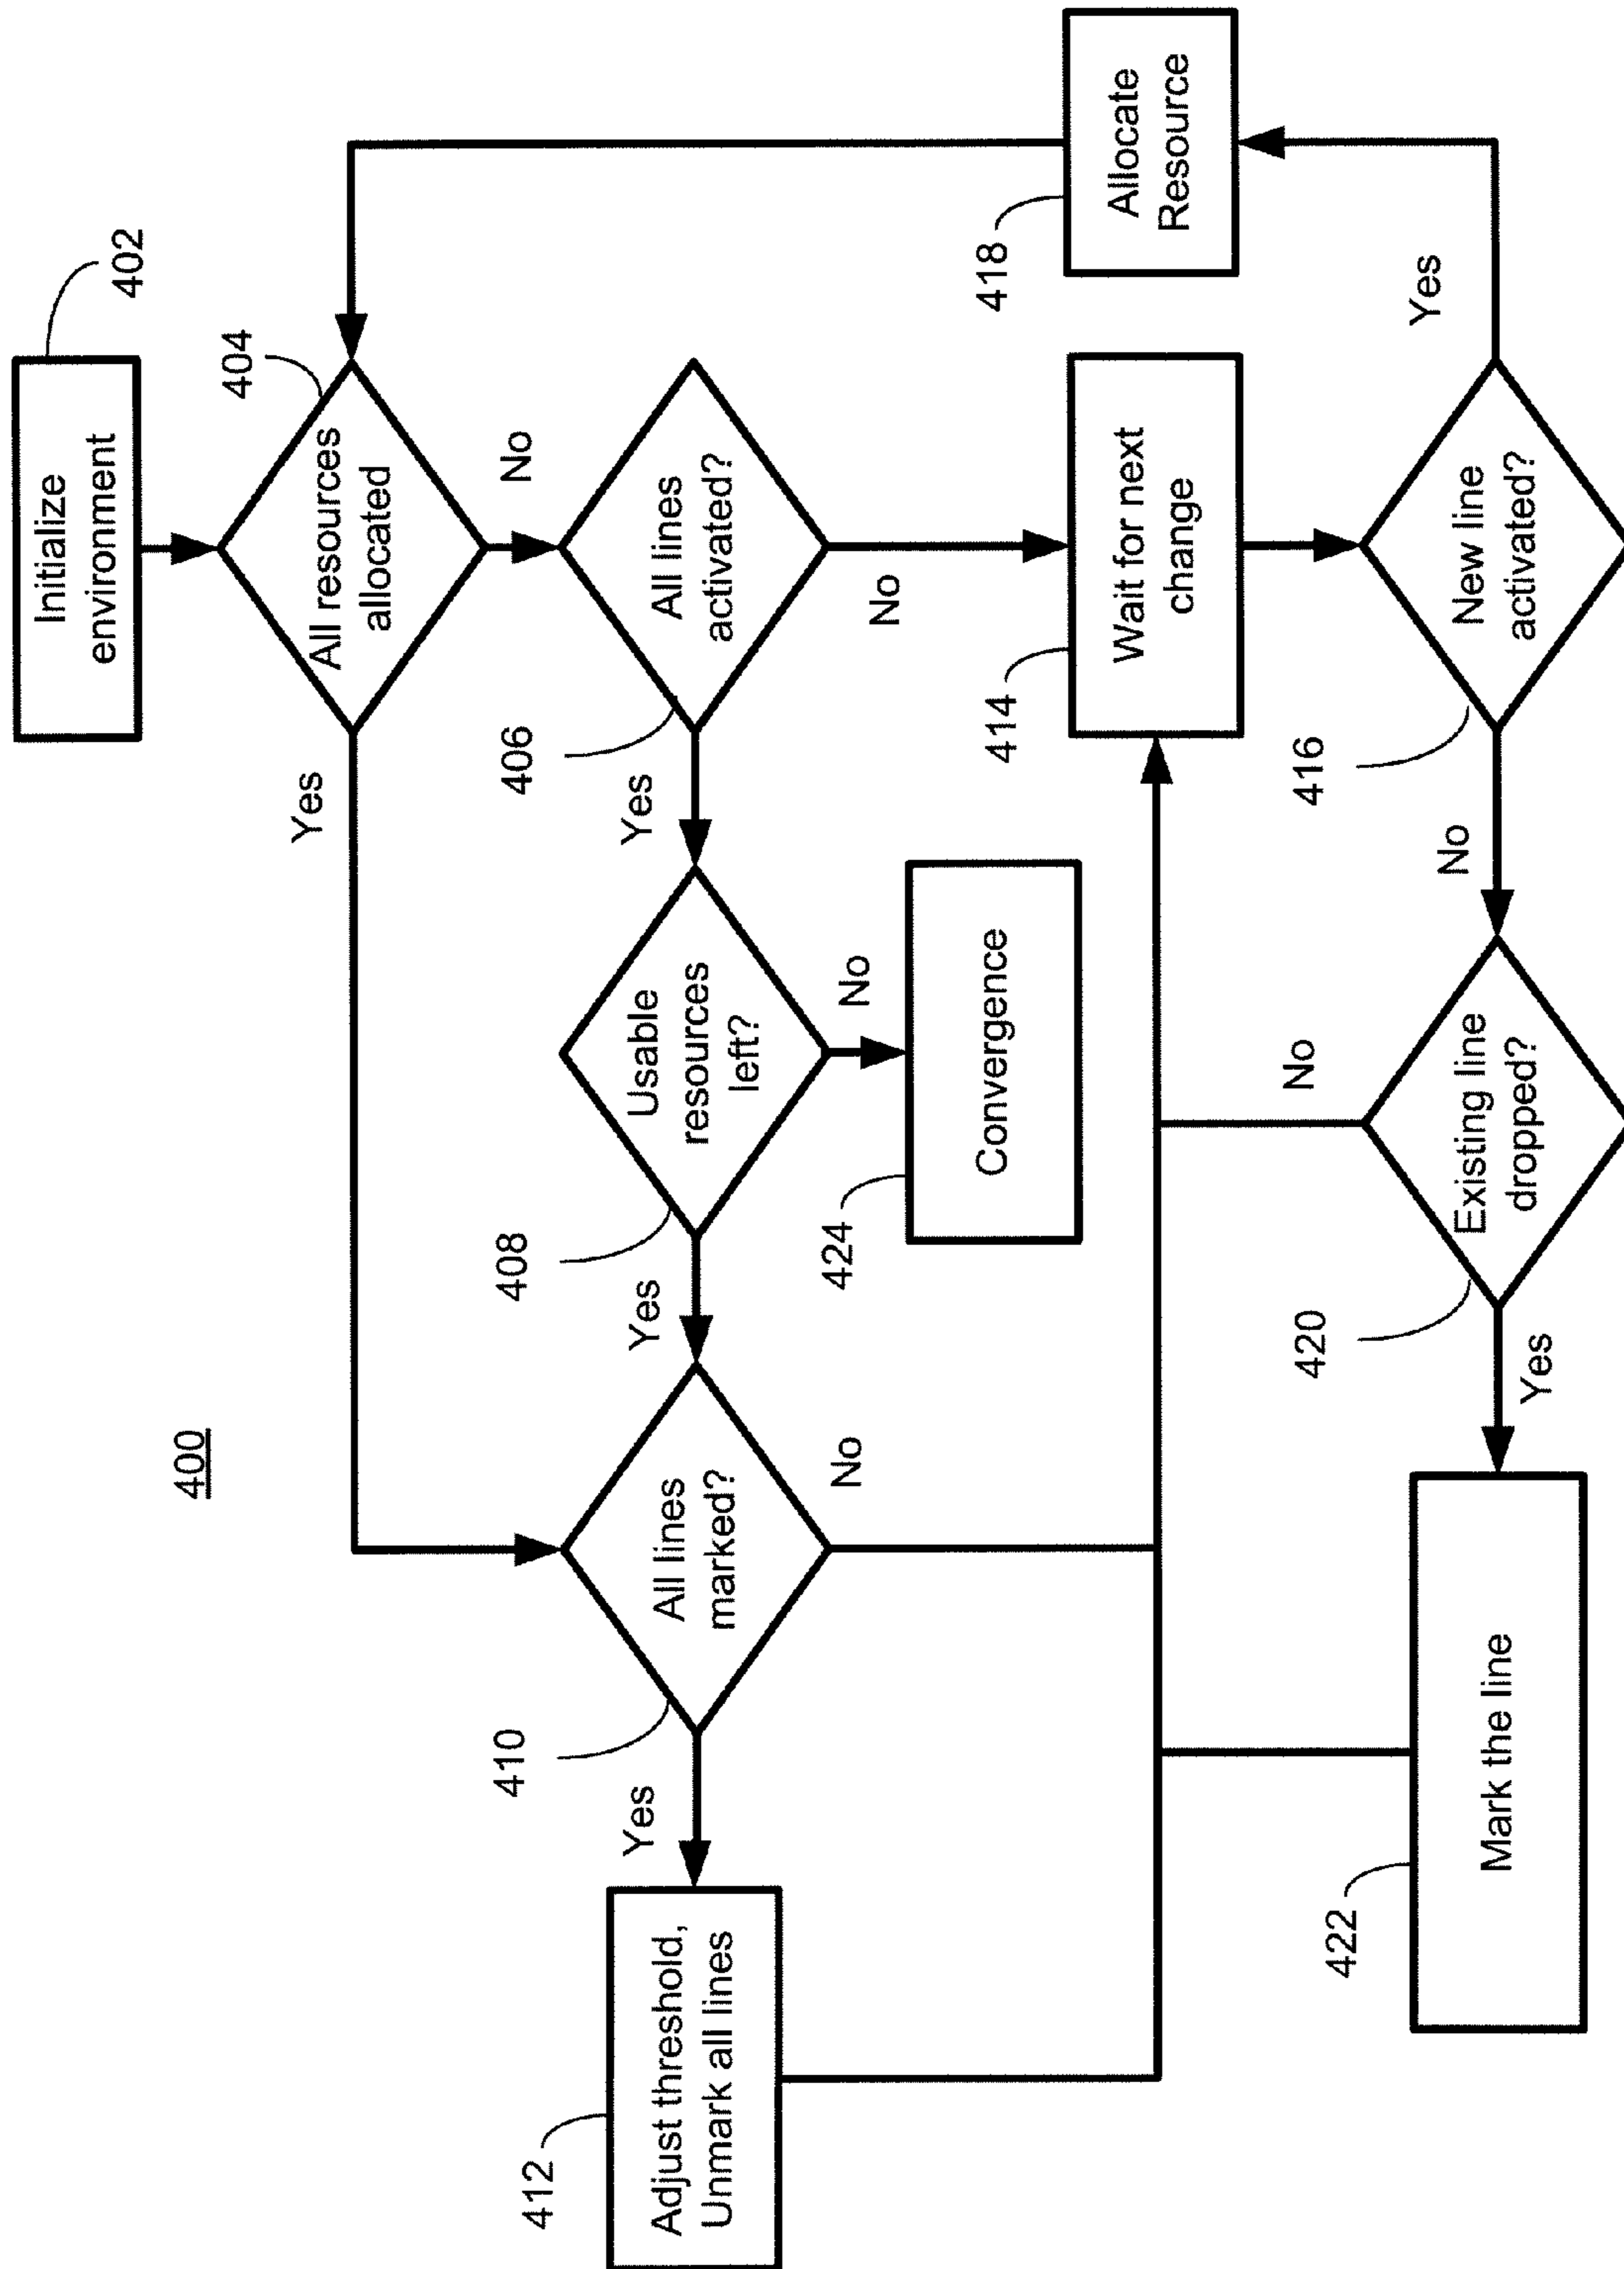 400
Initialize
environment
402
All resources
allocated
404
Yes
No
All lines
activated?
406
Yes
No
Usable
resources
left?
408
Yes
No
All lines
marked?
410
Yes
No
Adjust threshold,
Unmark all lines
412
Convergence
424
Wait for next
change
414
New line
activated?
416
Yes
No
Allocate
Resource
418
Existing line
dropped?
420
No
Yes
Mark the line
422